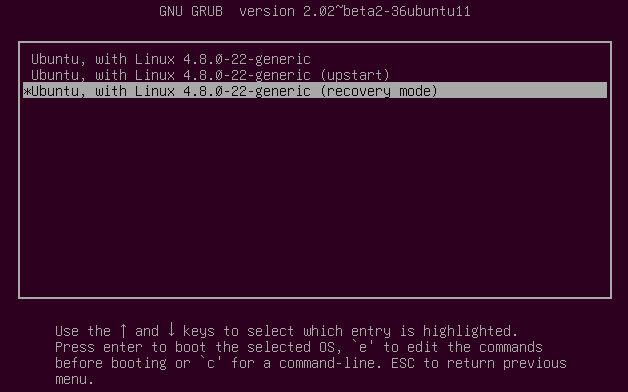 GNU GRUB  version 2.02~beta2-36ubuntu11
Ubuntu, with Linux 4.8.0-22-generic
Ubuntu, with Linux 4.8.0-22-generic (upstart)
*Ubuntu, with Linux 4.8.0-22-generic (recovery mode)
Use the ↑ and ↓ keys to select which entry is highlighted.
Press enter to boot the selected OS, `e' to edit the commands
before booting or `c' for a command-line. ESC to return previous
menu.